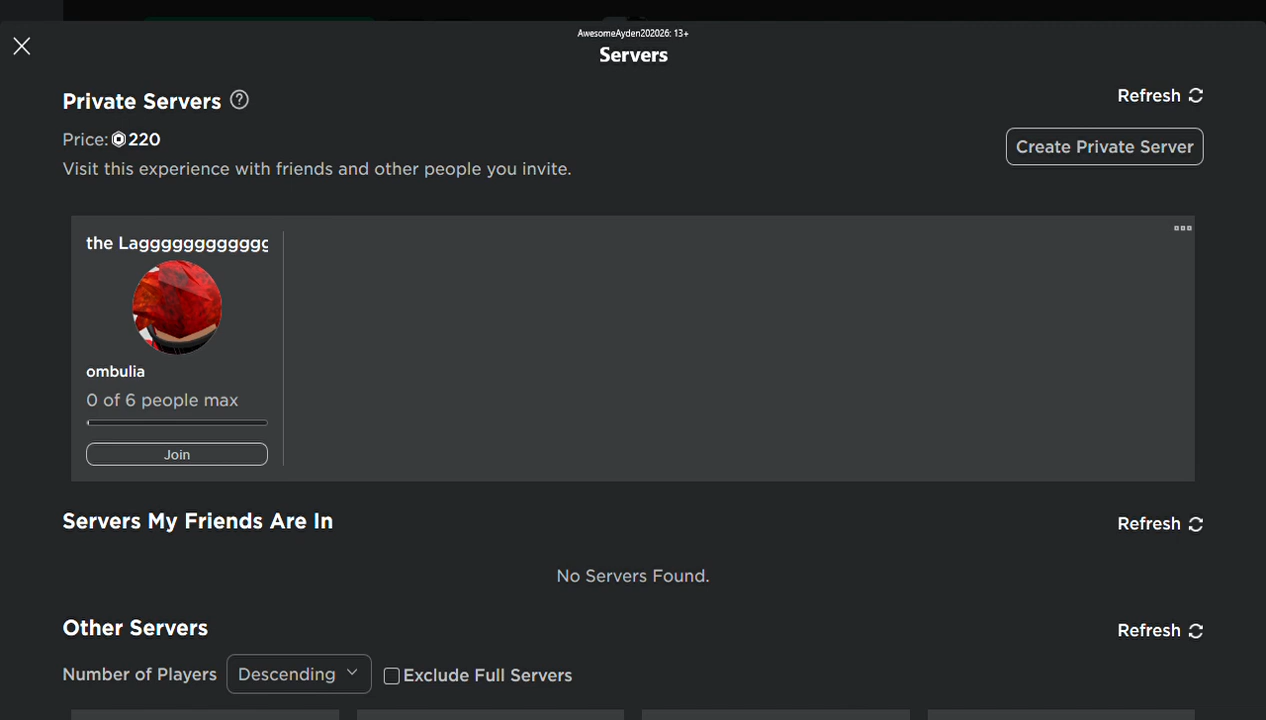 AwesomeAyden202026: 13+
Servers
Private Servers
Refresh
Price: 220
Create Private Server
Visit this experience with friends and other people you invite.
the Lagggggggggggg
ombulia
0 of 6 people max
Join
Servers My Friends Are In
Refresh
No Servers Found.
Other Servers
Refresh
Number of Players
Descending
Exclude Full Servers